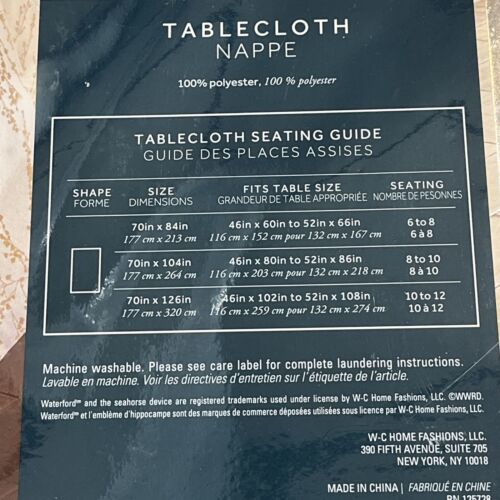 TABLECLOTH
NAPPE
100% polyester, 100 % polyester
TABLECLOTH SEATING GUIDE
GUIDE DES PLACES ASSISES
SHAPE SIZE FITS TABLE SIZE SEATING
FORME DIMENSIONS GRANDEUR DE TABLE APPROPRIÉE NOMBRE DE PESONNES
70in x 84in 46in x 60in to 52in x 66in 6 to 8
177 cm x 213 cm 116 cm x 152 cm pour 132 cm x 167 cm 6 à 8
70in x 104in 46in x 80in to 52in x 86in 8 to 10
177 cm x 264 cm 116 cm x 203 cm pour 132 cm x 218 cm 8 à 10
70in x 126in 46in x 102in to 52in x 108in 10 to 12
177 cm x 320 cm 116 cm x 259 cm pour 132 cm x 274 cm 10 à 12
Machine washable. Please see care label for complete laundering instructions.
Lavable en machine. Voir les directives d'entretien sur l'étiquette de l'article.
Waterford™ and the seahorse device are registered trademarks used under license by W-C Home Fashions, LLC. ©WWRD.
Waterford™ et l'emblème d'hippocampe sont des marques de commerce déposées utilisées sous licence par W-C Home Fashions, LLC.
W-C HOME FASHIONS, LLC.
390 FIFTH AVENUE, SUITE 705
NEW YORK, NY 10018
MADE IN CHINA | FABRIQUÉ EN CHINE
RN 125728